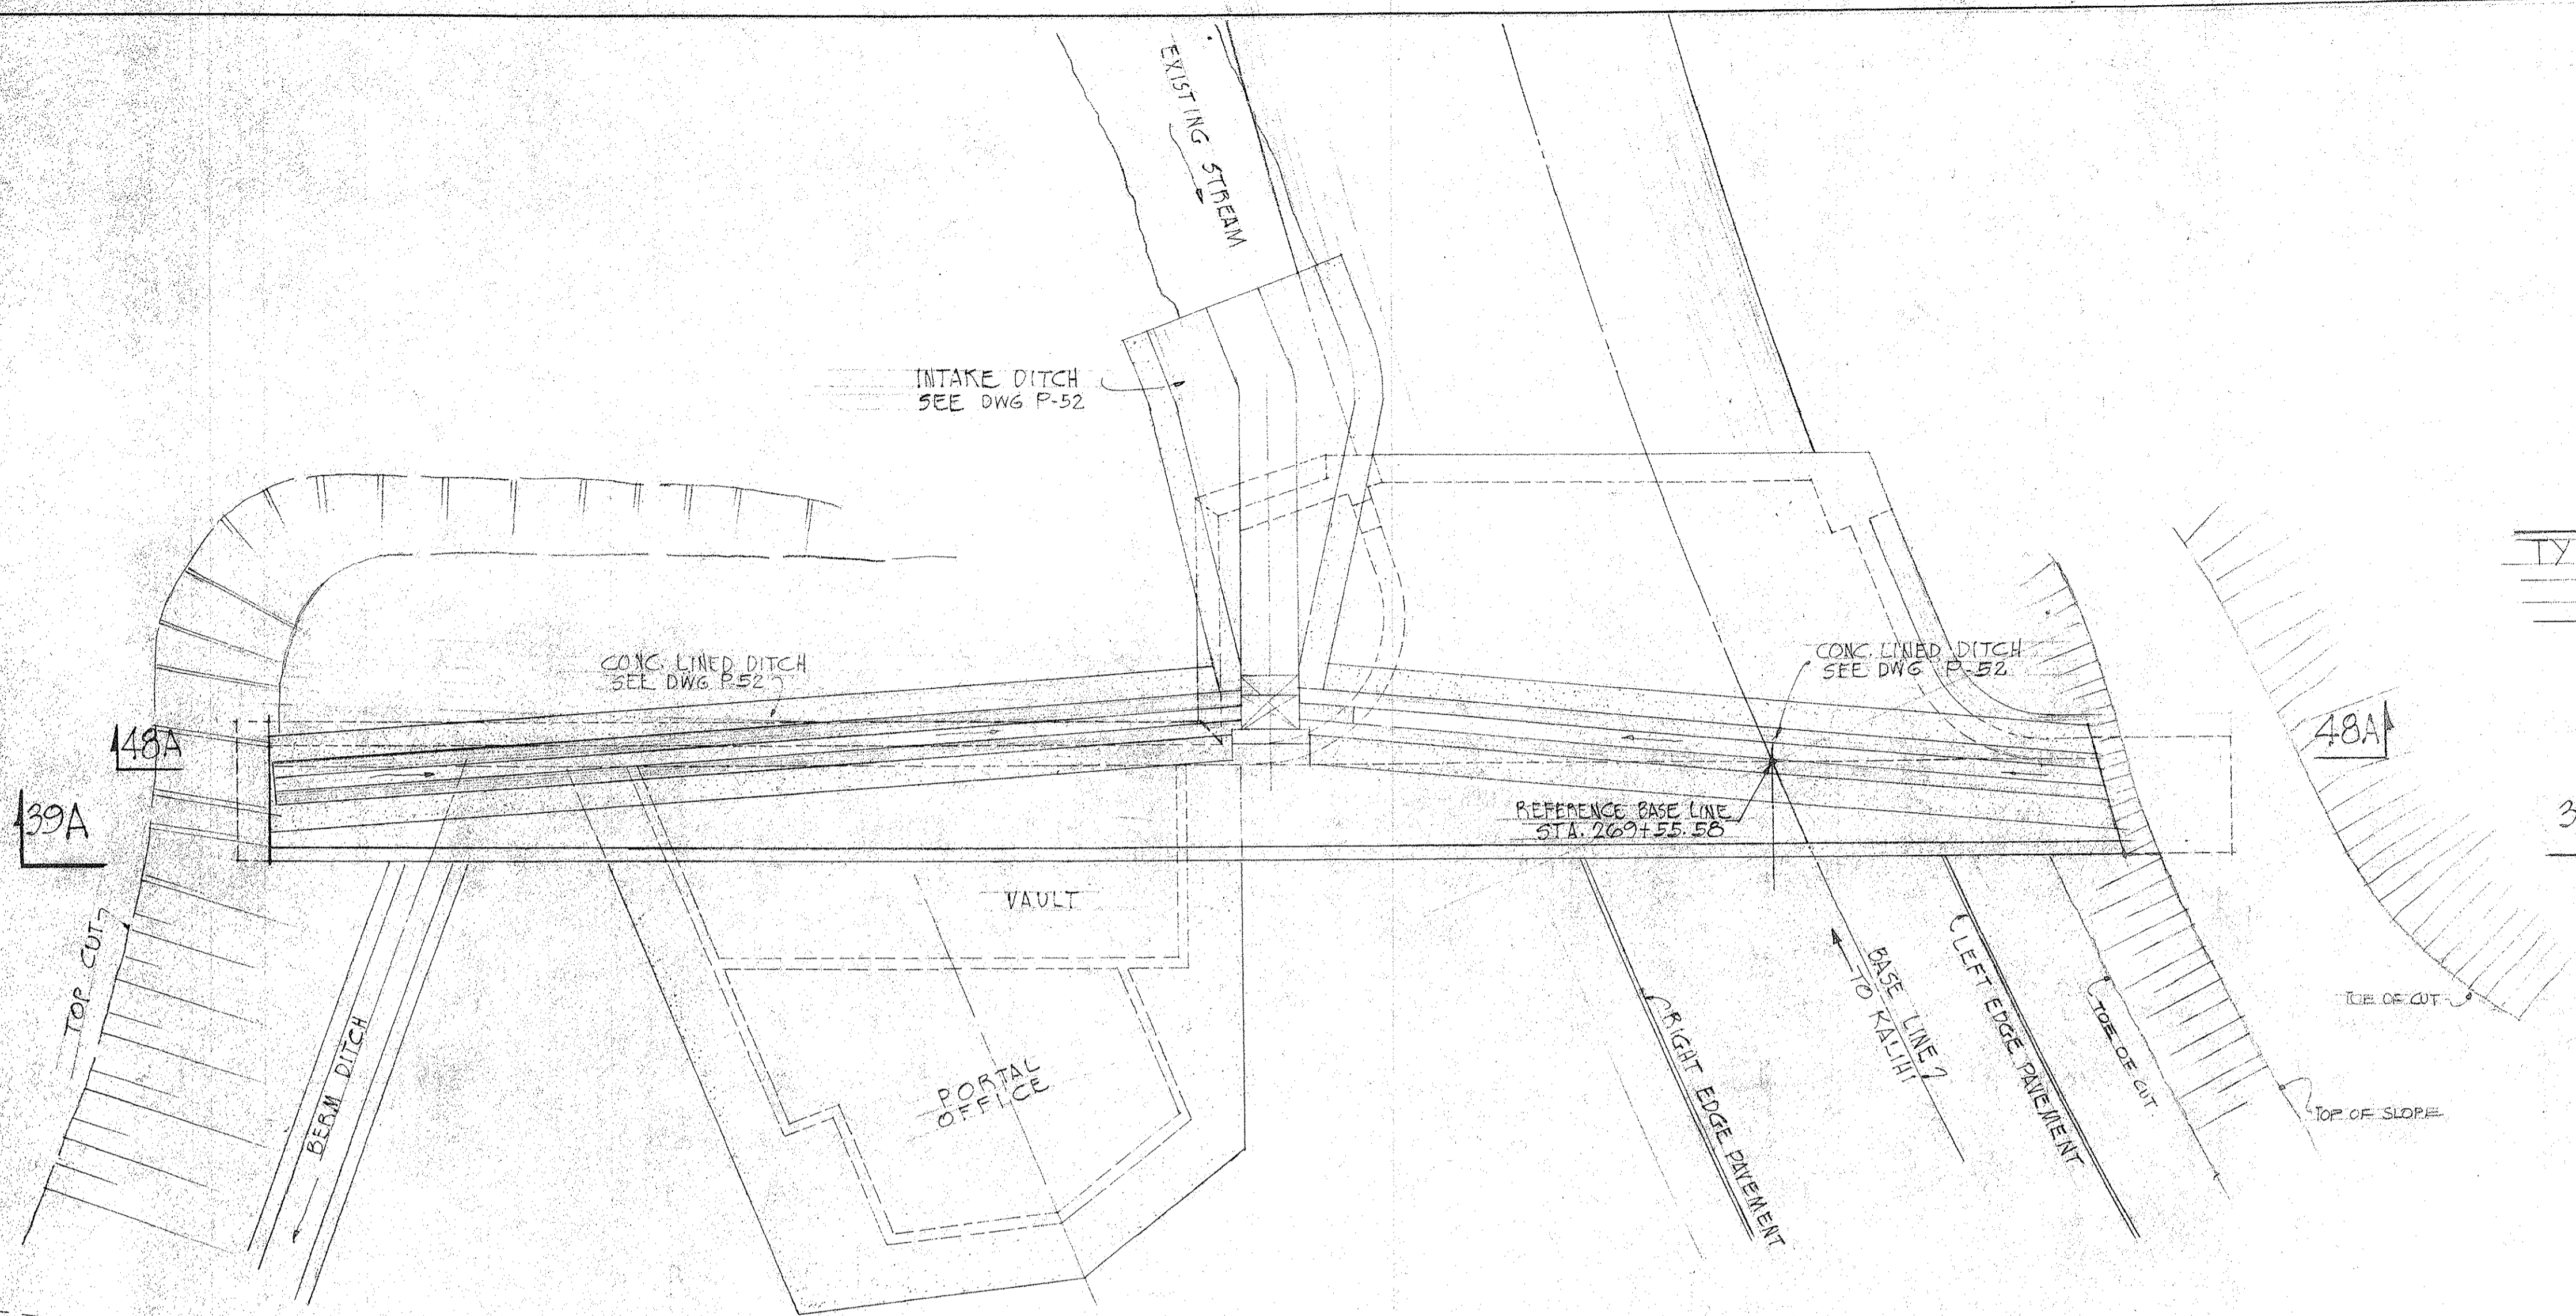 EXISTING STREAM
INTAKE DITCH
SEE DWG P-52
TY
CONC. LINED DITCH
SEE DWG P-52
CONC. LINED DITCH
SEE DWG P-52
48A
48A
39A
REFERENCE BASE LINE
STA. 269+55.58
3
VAULT
TOP CUT
BERM DITCH
PORTAL
OFFICE
RIGHT EDGE PAVEMENT
BASE LINE
TO KALIHI
LEFT EDGE PAVEMENT
TOE OF CUT
TOE OF CUT
TOP OF SLOPE